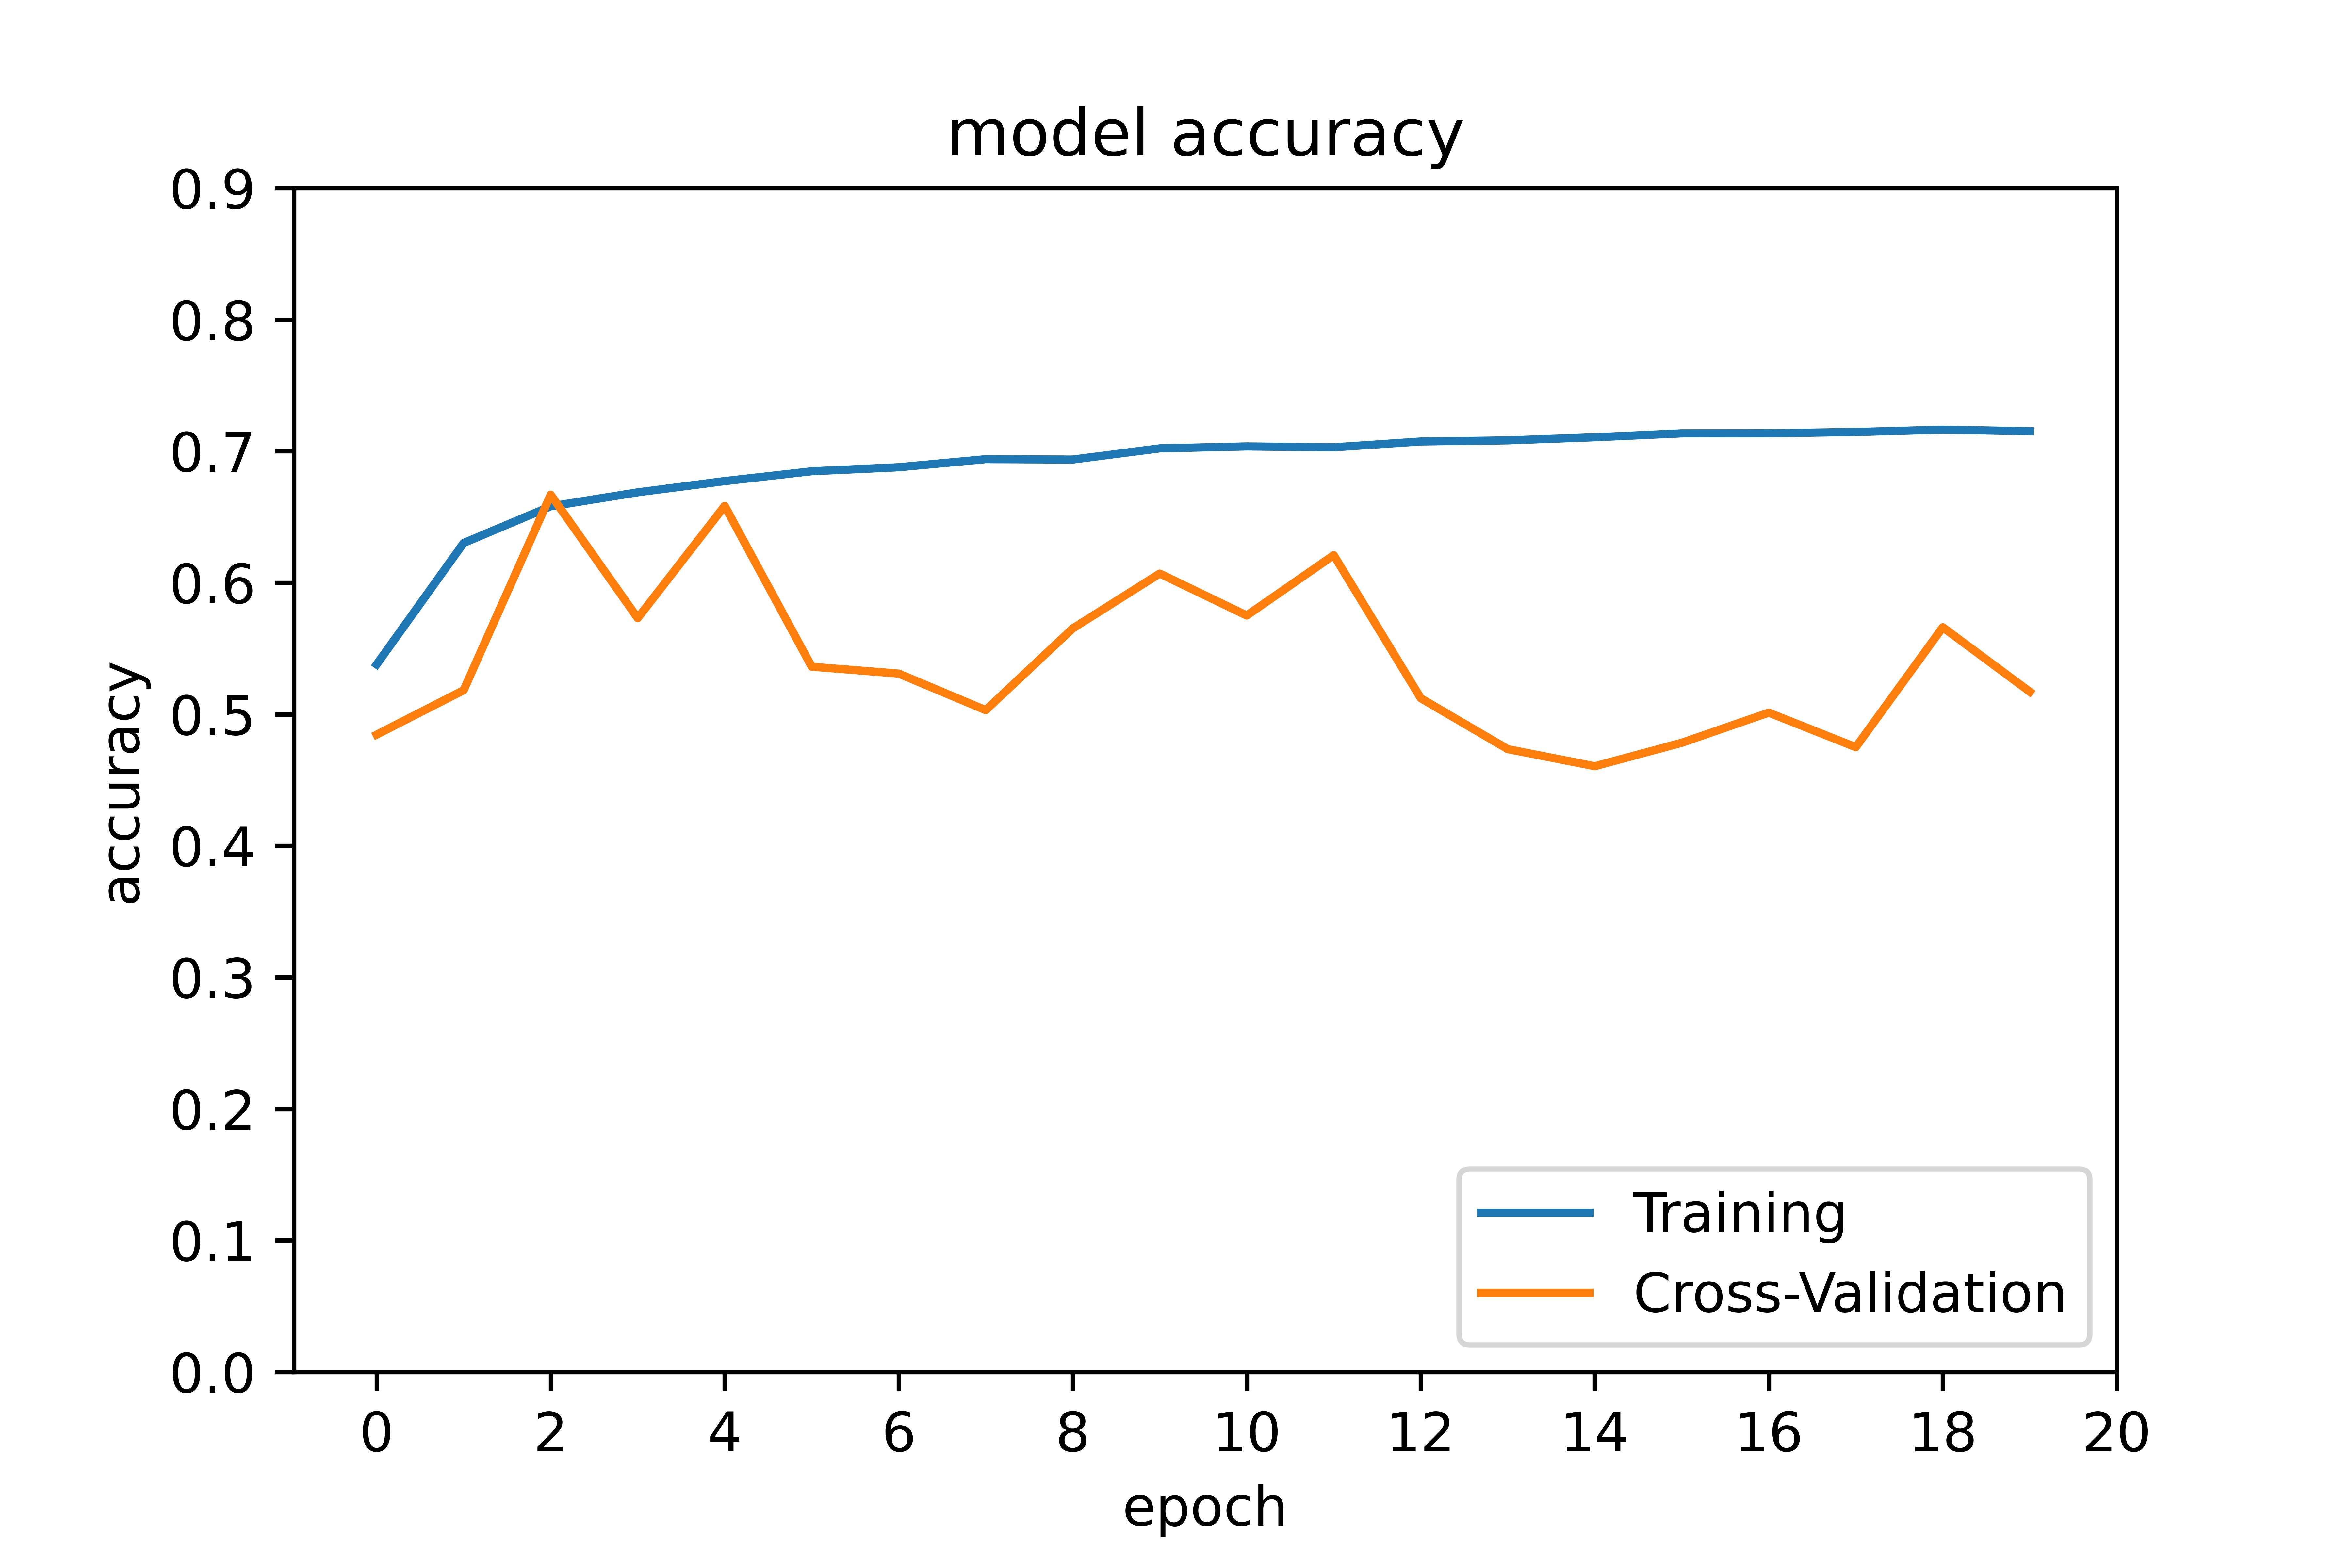 model accuracy
0.9
0.8
0.7
0.6
0.5
0.4
0.3
0.2
0.1
0.0
accuracy
Training
Cross-Validation
0 2 4 6 8 10 12 14 16 18 20
epoch